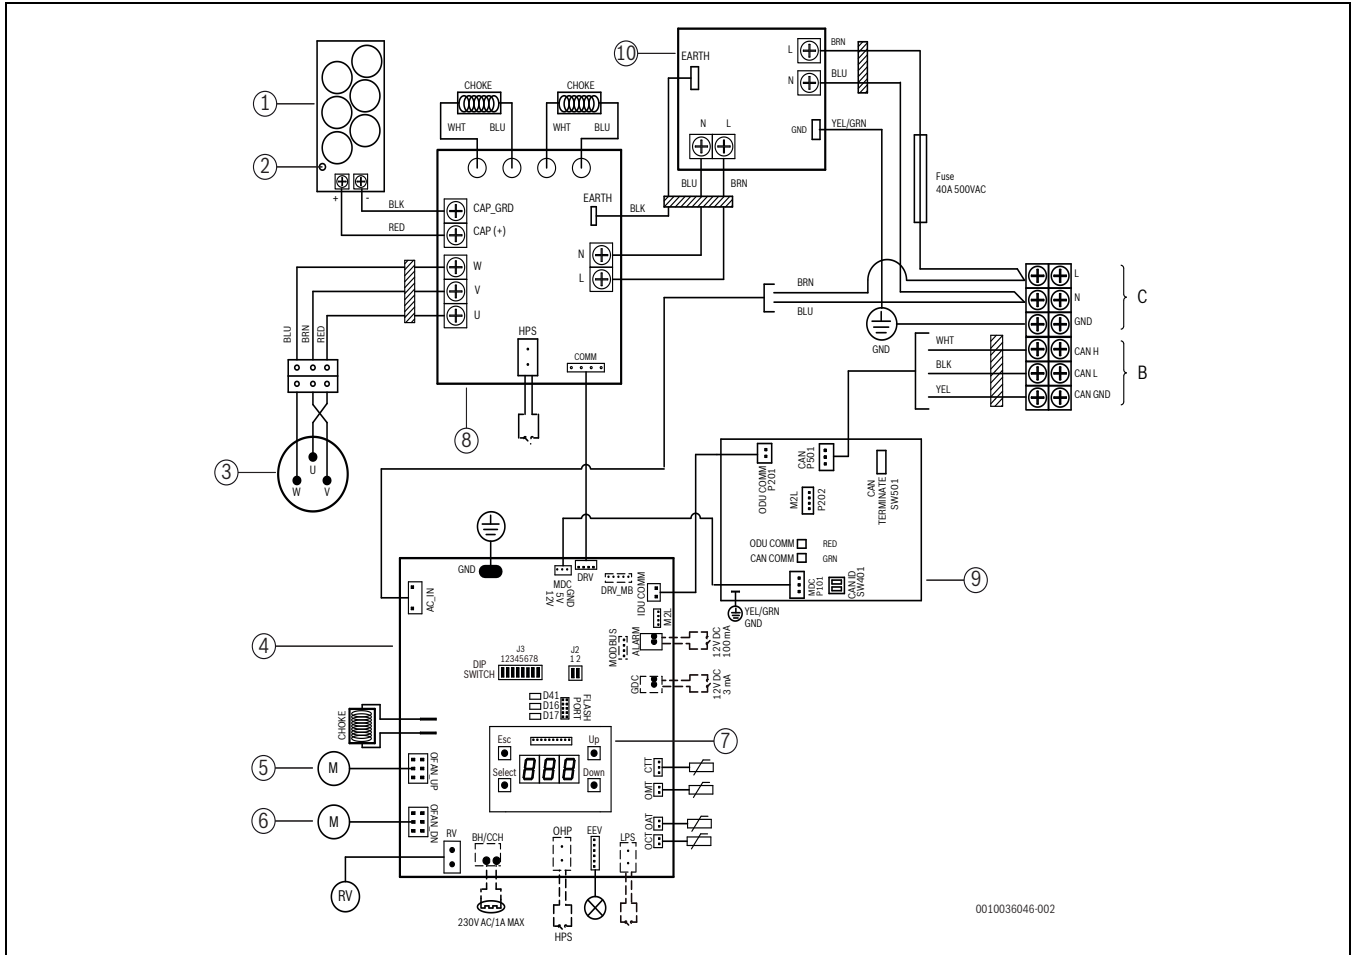 1
2
+
-
CHOKE
WHT
BLU
CHOKE
WHT
BLU
10
EARTH
L
BRN
N
BLU
N
L
GND
YEL/GRN
BLU
BRN
Fuse
40A 500VAC
BLK
CAP_GRD
RED
CAP (+)
EARTH
BLK
W
V
U
N
L
BLU
BRN
RED
HPS
COMM
8
3
U
W
V
BRN
BLU
GND
L
N
GND
C
WHT
BLK
YEL
CAN H
CAN L
CAN GND
B
ODU COMM
P201
CAN
P501
M2L
P202
CAN
TERMINATE
SW501
ODU COMM
RED
CAN COMM
GRN
MDC
P101
CAN ID
SW401
9
YEL/GRN
GND
GND
AC_IN
MDC
GND
5V
12V
DRV
DRV_MB
IDU COMM
M2L
MODBUS
ALARM
12V DC
100 mA
GDC
12V DC
3 mA
4
DIP
SWITCH
J3
12345678
J2
1 2
D41
D16
D17
FLASH
PORT
CHOKE
Esc
Up
Select
888
Down
7
5
M
OFAN_UP
6
M
OFAN_DN
CTT
OMT
OAT
OCT
RV
RV
BH/CCH
230V AC/1A MAX
OHP
HPS
EEV
LPS
0010036046-002